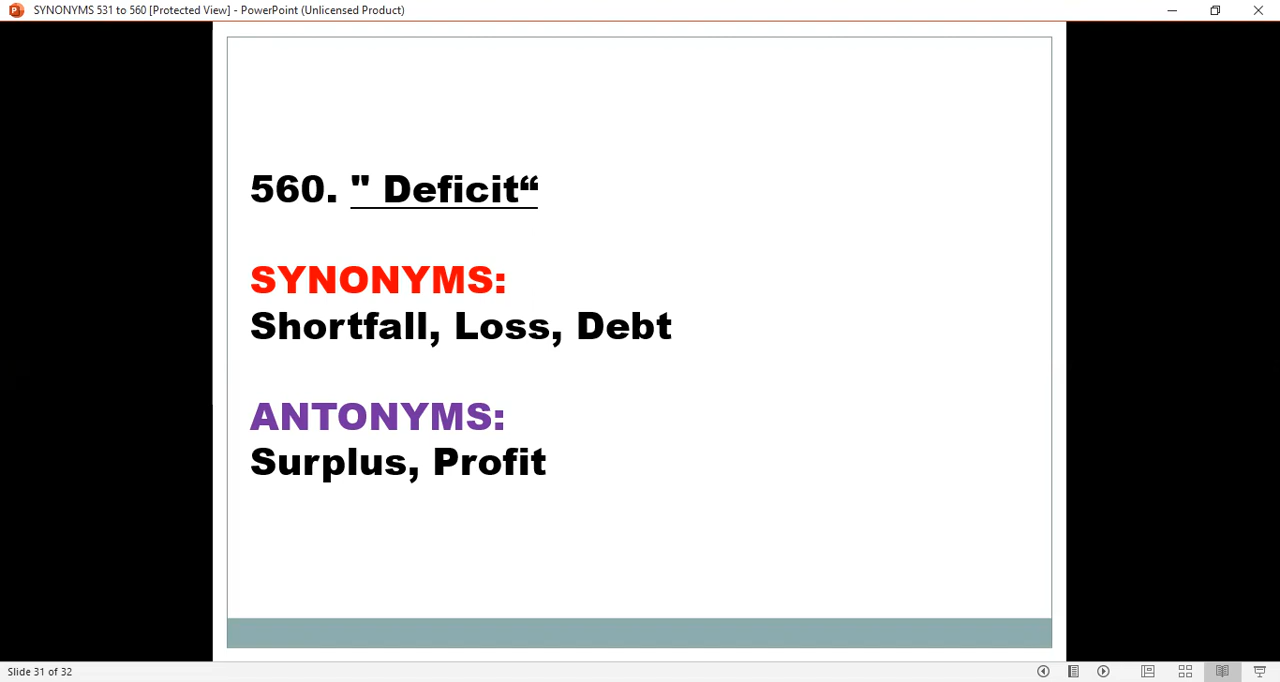 SYNONYMS 531 to 560 [Protected View] - PowerPoint (Unlicensed Product)
560. " Deficit“
SYNONYMS:
Shortfall, Loss, Debt
ANTONYMS:
Surplus, Profit
Slide 31 of 32